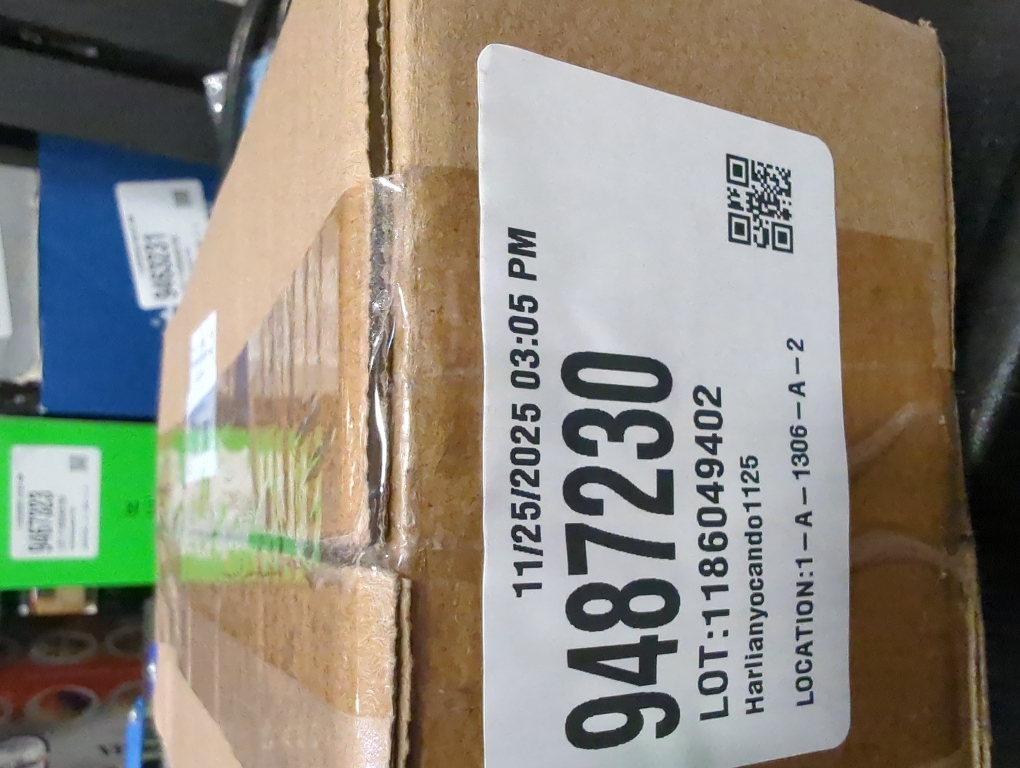 11/25/2025 03:05 PM
9487230
LOT:1186049402
Harlianyocando1125
LOCATION:1-A-1306-A-2